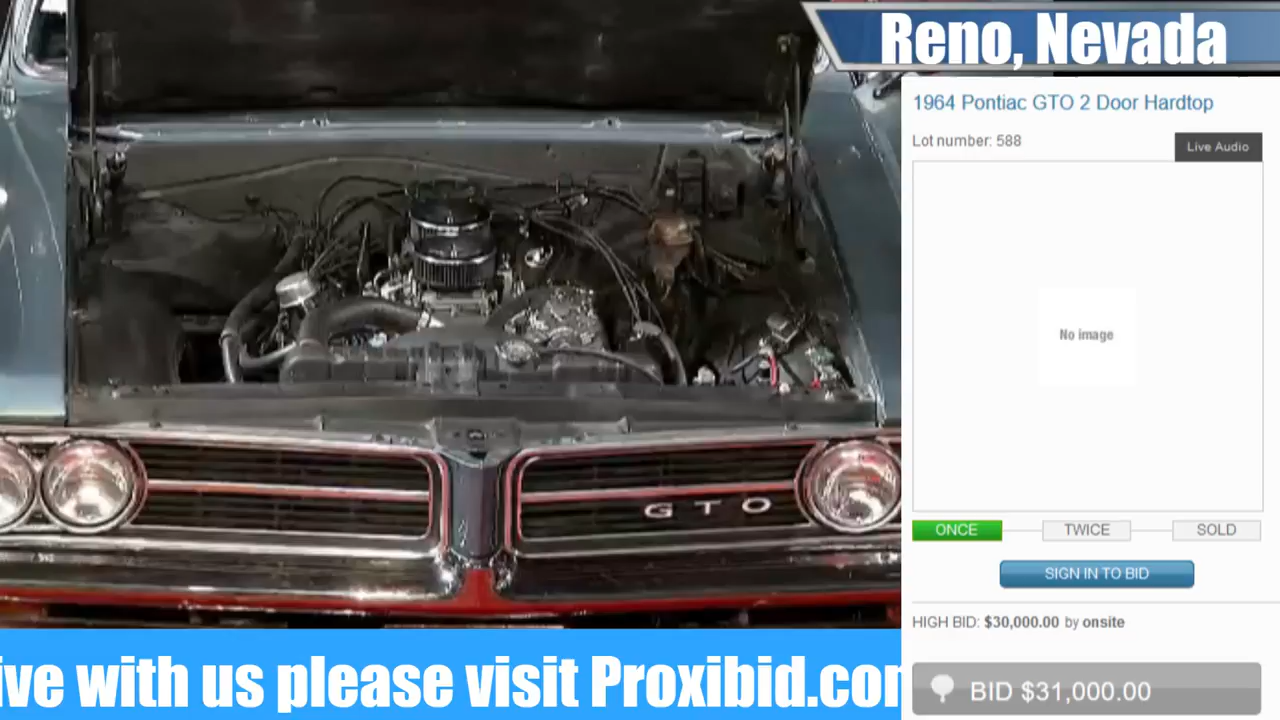 Reno, Nevada
1964 Pontiac GTO 2 Door Hardtop
Lot number: 588
Live Audio
No image
GTO
ONCE
TWICE
SOLD
SIGN IN TO BID
HIGH BID: $30,000.00 by onsite
ive with us please visit Proxibid.com
BID $31,000.00